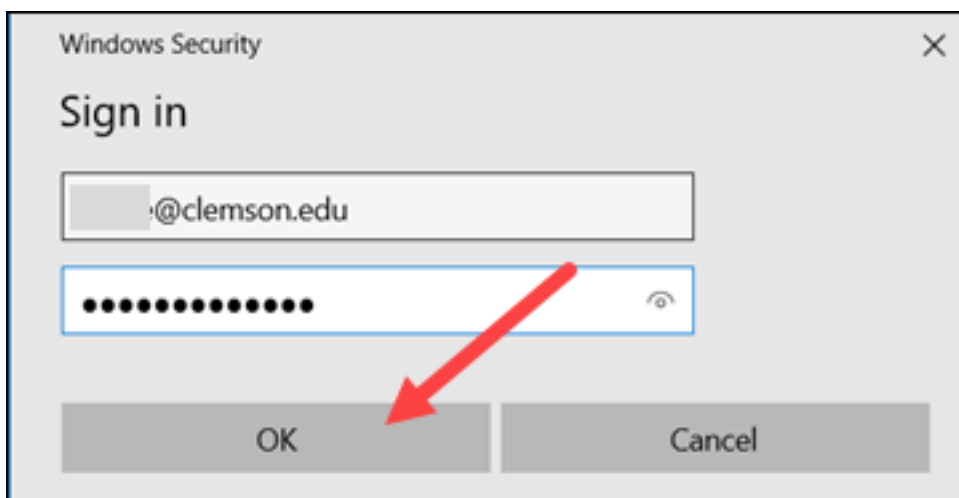 Windows Security
Sign in
@clemson.edu
●●●●●●●●●●●●●
OK
Cancel